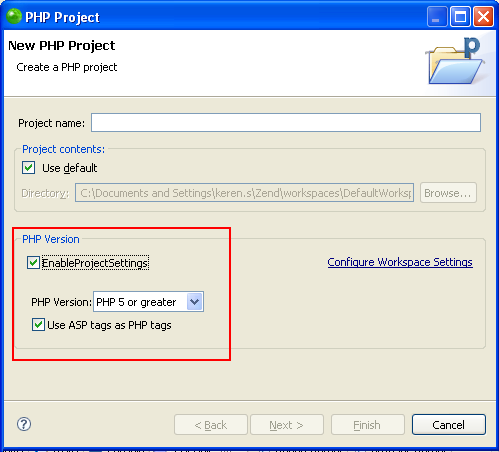 PHP Project
New PHP Project
Create a PHP project
Project name:
Project contents:
Use default
Directory: C:\Documents and Settings\keren.s\Zend\workspaces\DefaultWorksp Browse...
PHP Version
EnableProjectSettings Configure Workspace Settings
PHP Version: PHP 5 or greater
Use ASP tags as PHP tags
< Back Next > Finish Cancel